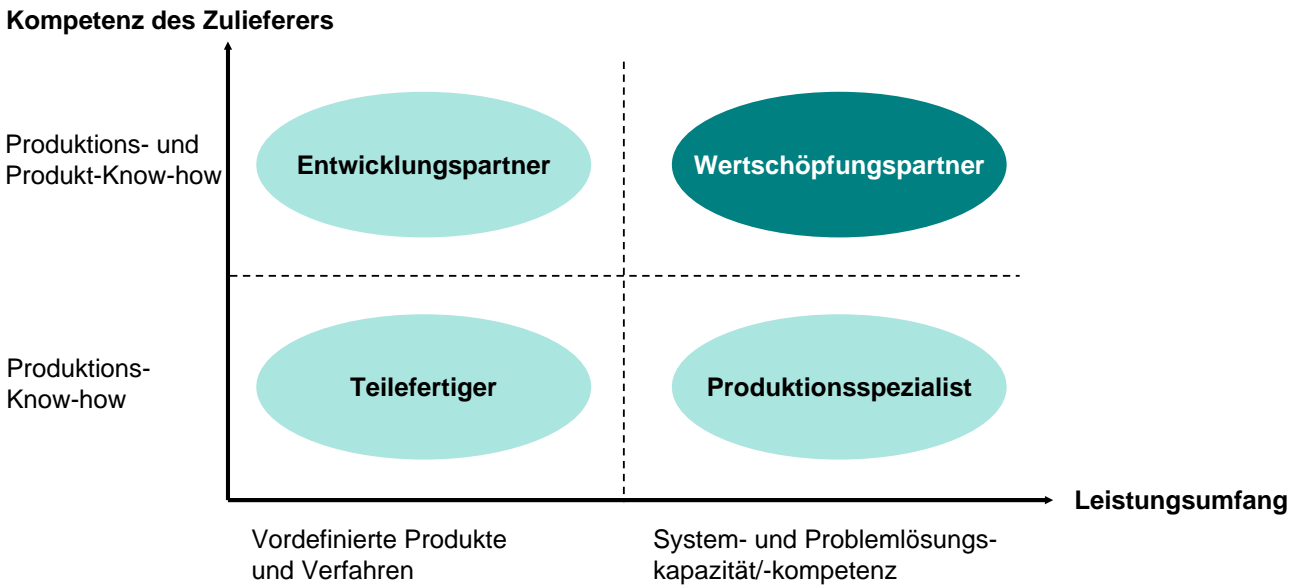 Kompetenz des Zulieferers
Produktions- und
Produkt-Know-how
Entwicklungspartner
Wertschöpfungspartner
Produktions-
Know-how
Teilefertiger
Produktionsspezialist
Leistungsumfang
Vordefinierte Produkte
und Verfahren
System- und Problemlösungs-
kapazität/-kompetenz